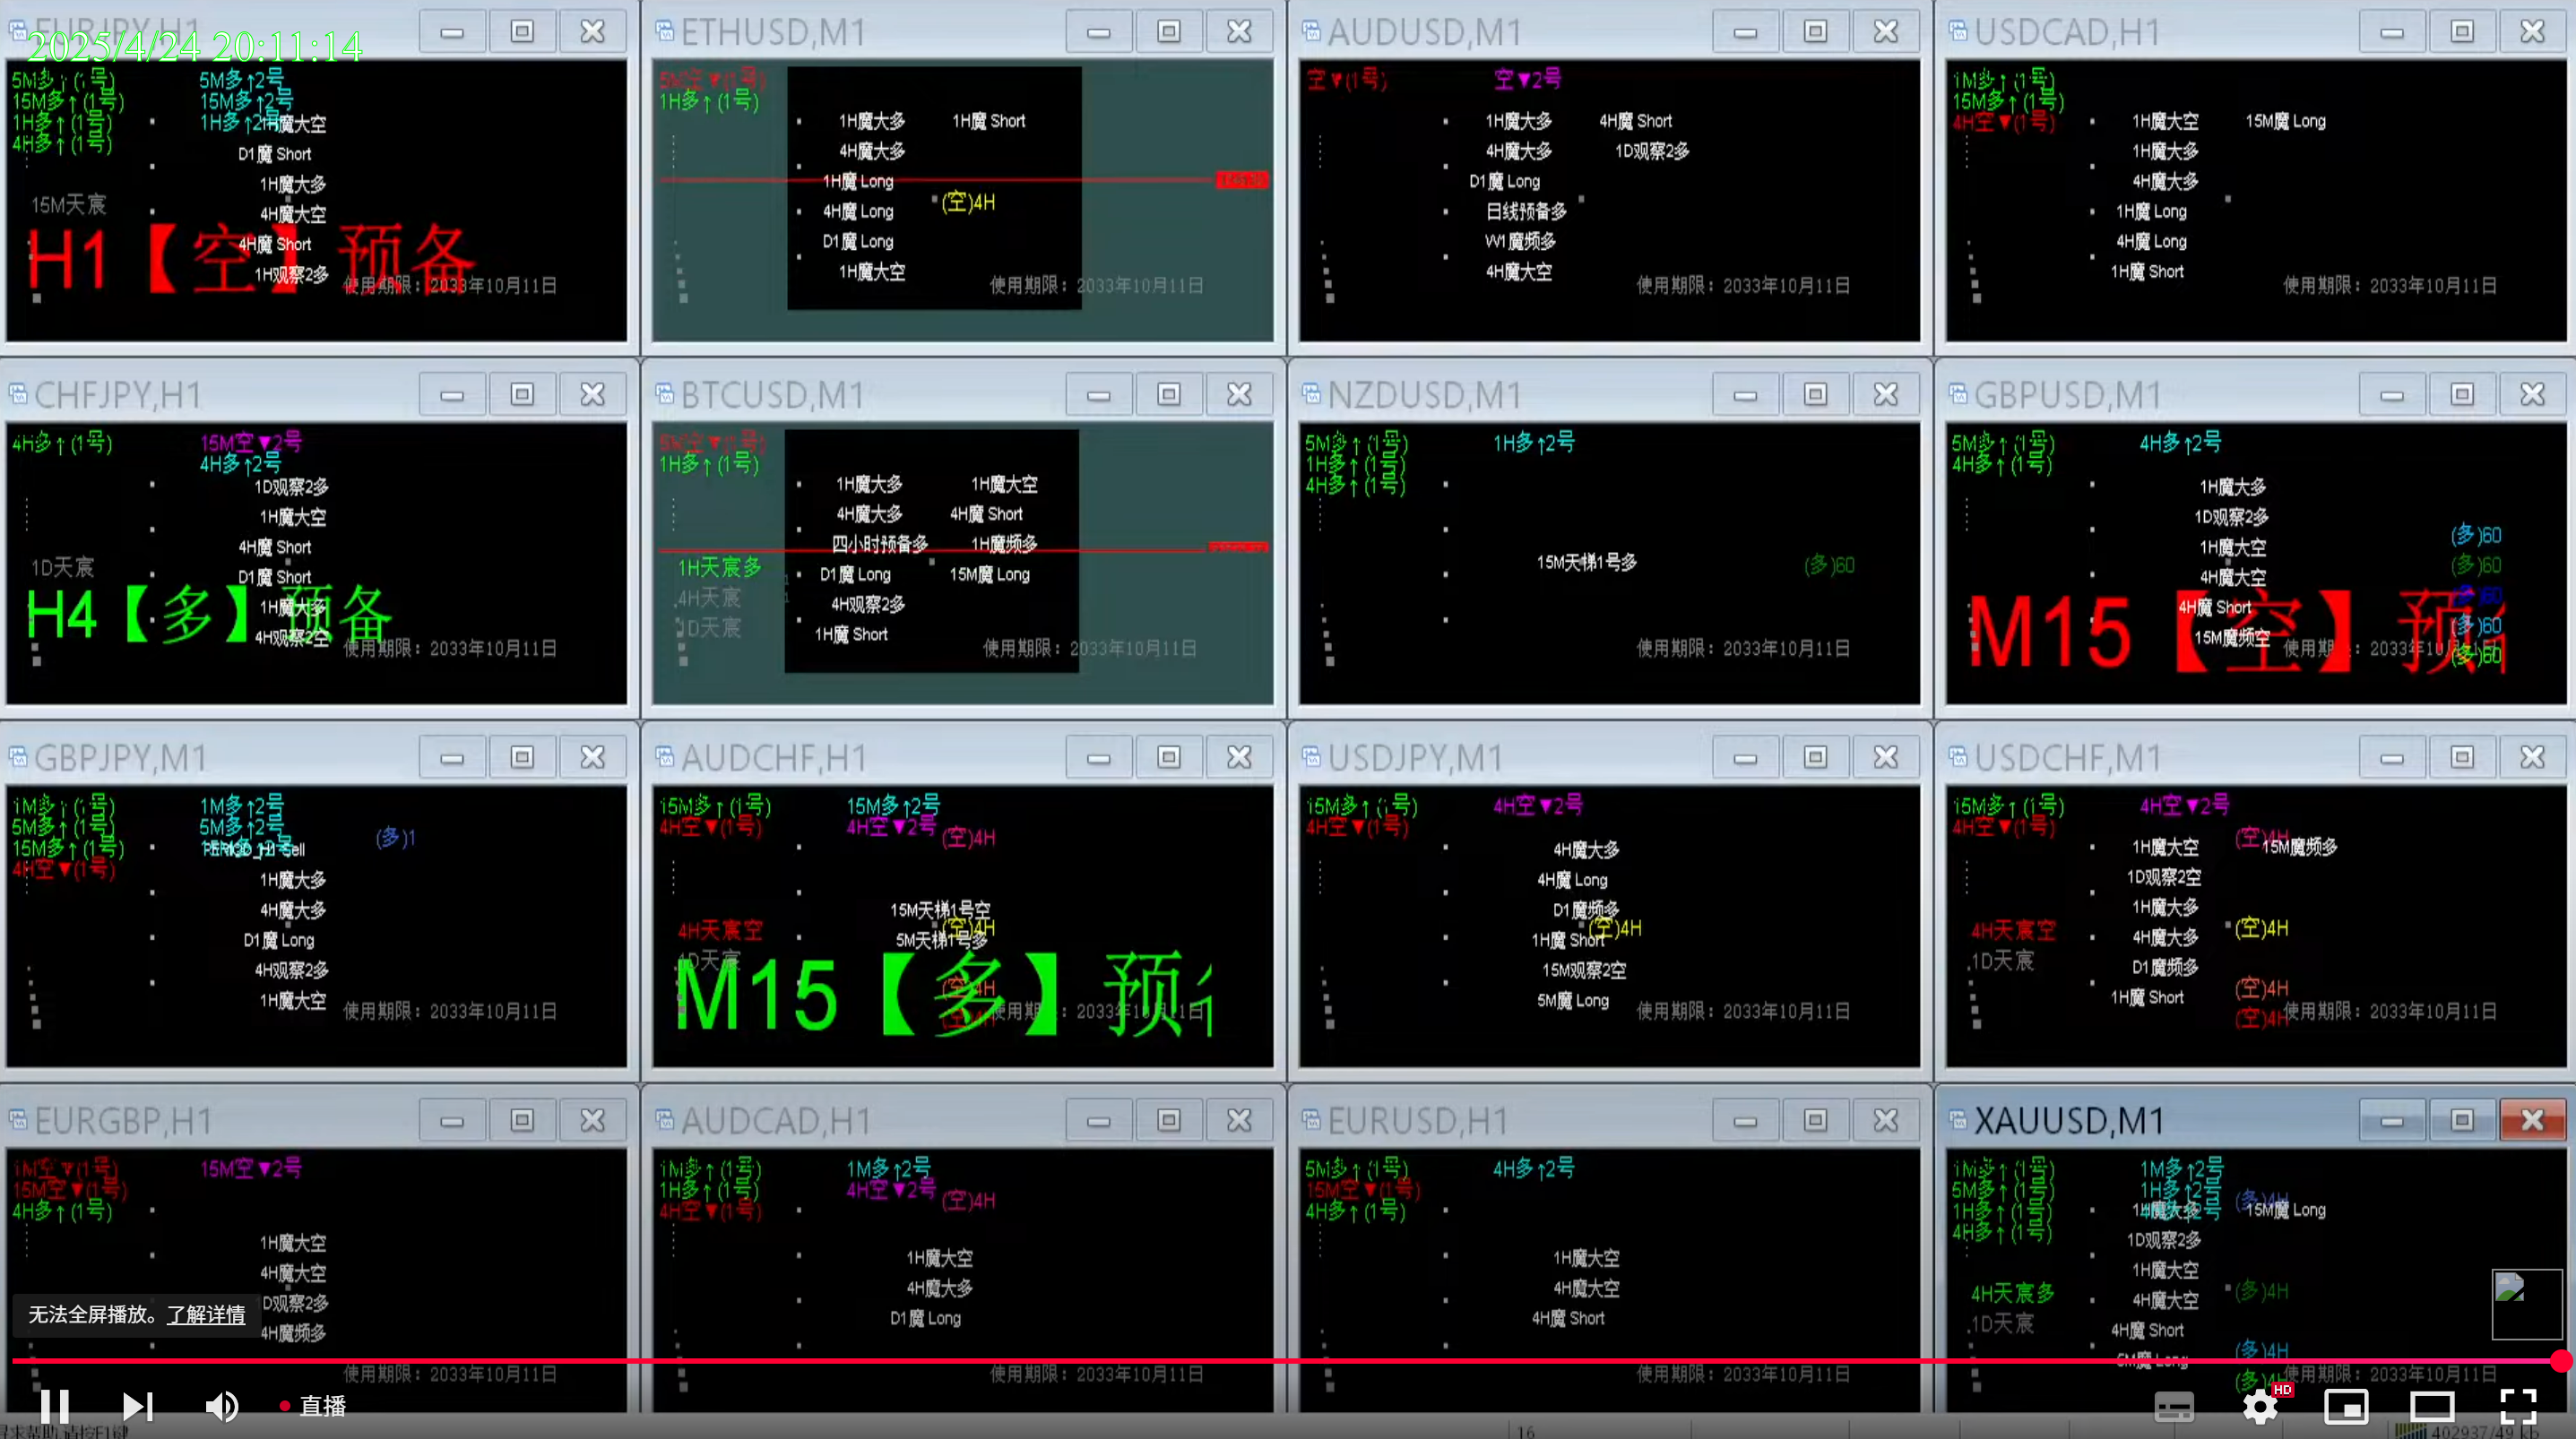 EURJPY,H1
2025/4/24 20:11:14
5M多↑(1号) 5M多↑2号
15M多↑(1号) 15M多↑2号
1H多↑(1号) 1H多↑2号 1H魔大空
4H多↑(1号)
D1魔 Short
1H魔大多
15M天宸
4H魔大空
4H魔 Short
H1【空】预备
1H观察2多
使用期限：2033年10月11日
ETHUSD,M1
5M空▼(1号)
1H多↑(1号)
1H魔大多 1H魔 Short
4H魔大多
1H魔 Long
4H魔 Long (空)4H
D1魔 Long
1H魔大空
使用期限：2033年10月11日
AUDUSD,M1
空▼(1号) 空▼2号
1H魔大多 4H魔 Short
4H魔大多 1D观察2多
D1魔 Long
日线预备多
W1魔频多
4H魔大空
使用期限：2033年10月11日
USDCAD,H1
1M多↑(1号)
15M多↑(1号)
4H空▼(1号)
1H魔大空 15M魔 Long
1H魔大多
4H魔大多
1H魔 Long
4H魔 Long
1H魔 Short
使用期限：2033年10月11日
CHFJPY,H1
4H多↑(1号) 15M空▼2号
4H多↑2号
1D观察2多
1H魔大空
4H魔 Short
1D天宸
D1魔 Short
1H魔大多
H4【多】预备
4H观察2空
使用期限：2033年10月11日
BTCUSD,M1
5M空▼(1号)
1H多↑(1号)
1H魔大多 1H魔大空
4H魔大多 4H魔 Short
四小时预备多 1H魔频多
1H天宸多
D1魔 Long 15M魔 Long
4H天宸
4H观察2多
1D天宸
1H魔 Short
使用期限：2033年10月11日
NZDUSD,M1
5M多↑(1号) 1H多↑2号
1H多↑(1号)
4H多↑(1号)
15M天梯1号多 (多)60
使用期限：2033年10月11日
GBPUSD,M1
5M多↑(1号) 4H多↑2号
4H多↑(1号)
1H魔大多
1D观察2多
1H魔大空 (多)60
4H魔大空 (多)60
4H魔 Short (多)60
M15【空】预
15M魔频空 (多)60
使用期限：2033年10月11日
(多)60
GBPJPY,M1
1M多↑(1号) 1M多↑2号
5M多↑(1号) 5M多↑2号 (多)1
15M多↑(1号)
4H空▼(1号)
1H魔大多
4H魔大多
D1魔 Long
4H观察2多
1H魔大空
使用期限：2033年10月11日
AUDCHF,H1
15M多↑(1号) 15M多↑2号
4H空▼(1号) 4H空▼2号 (空)4H
15M天梯1号空
4H天宸空 (空)4H
5M天梯1号多
1D天宸
M15【多】预
(空)4H
使用期限：2033年10月11日
(空)4H
USDJPY,M1
15M多↑(1号) 4H空▼2号
4H空▼(1号)
4H魔大多
4H魔 Long
D1魔频多
(空)4H
1H魔 Short
15M观察2空
5M魔 Long
使用期限：2033年10月11日
USDCHF,M1
15M多↑(1号) 4H空▼2号
4H空▼(1号) (空)4H
1H魔大空 15M魔频多
1D观察2空
1H魔大多
4H天宸空 (空)4H
4H魔大多
1D天宸
D1魔频多
1H魔 Short (空)4H
(空)4H
使用期限：2033年10月11日
EURGBP,H1
1M空▼(1号) 15M空▼2号
15M空▼(1号)
4H多↑(1号)
1H魔大空
4H魔大空
1D观察2多
4H魔频多
使用期限：2033年10月11日
AUDCAD,H1
1M多↑(1号) 1M多↑2号
1H多↑(1号) 4H空▼2号 (空)4H
4H空▼(1号)
1H魔大空
4H魔大多
D1魔 Long
使用期限：2033年10月11日
EURUSD,H1
5M多↑(1号) 4H多↑2号
15M空▼(1号)
4H多↑(1号)
1H魔大空
4H魔大空
4H魔 Short
使用期限：2033年10月11日
XAUUSD,M1
1M多↑(1号) 1M多↑2号
5M多↑(1号) 1H多↑2号 (多)4H
1H多↑(1号) 15M魔 Long
4H多↑(1号)
1D观察2多
1H魔大空
4H天宸多 (多)4H
4H魔大空
1D天宸
4H魔 Short
(多)4H
5M魔 Long
使用期限：2033年10月11日
无法全屏播放。了解详情
直播
HD
16
402937/49 kb